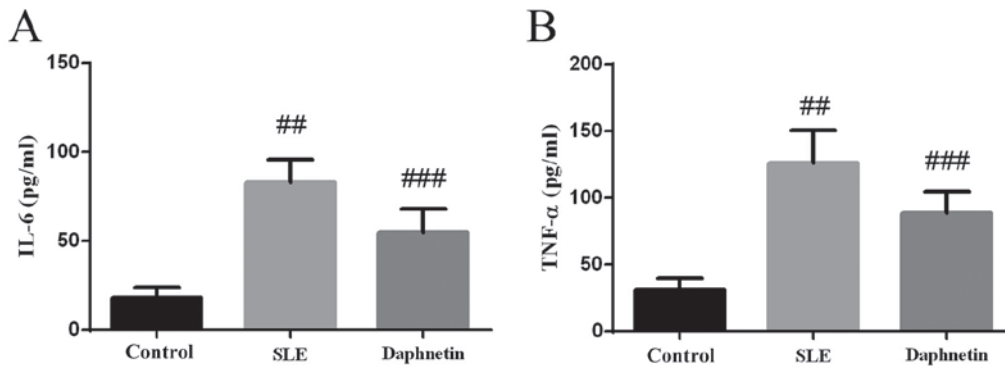 A
IL-6 (pg/ml)
150
100
50
0
##
###
Control
SLE
Daphnetin
B
TNF-α (pg/ml)
200
150
100
50
0
##
###
Control
SLE
Daphnetin